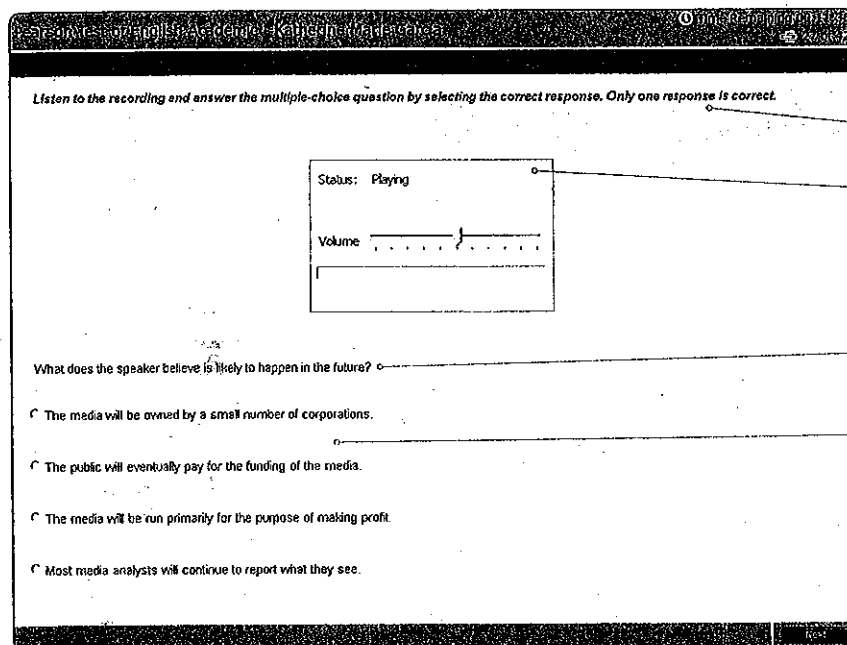 Listen to the recording and answer the multiple-choice question by selecting the correct response. Only one response is correct.
Status: Playing
Volume
What does the speaker believe is likely to happen in the future?
The media will be owned by a small number of corporations.
The public will eventually pay for the funding of the media.
The media will be run primarily for the purpose of making profit.
Most media analysts will continue to report what they see.
Next